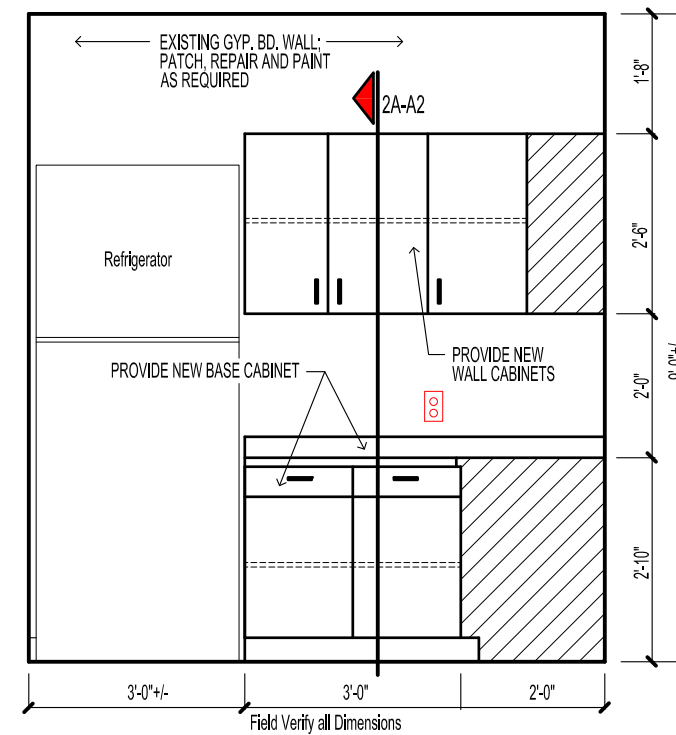 EXISTING GYP. BD. WALL;
PATCH, REPAIR AND PAINT
AS REQUIRED
2A-A2
1'-8"
2'-6"
Refrigerator
PROVIDE NEW
WALL CABINETS
PROVIDE NEW BASE CABINET
2'-0"
2'-10"
3'-0"+/-
3'-0"
2'-0"
Field Verify all Dimensions